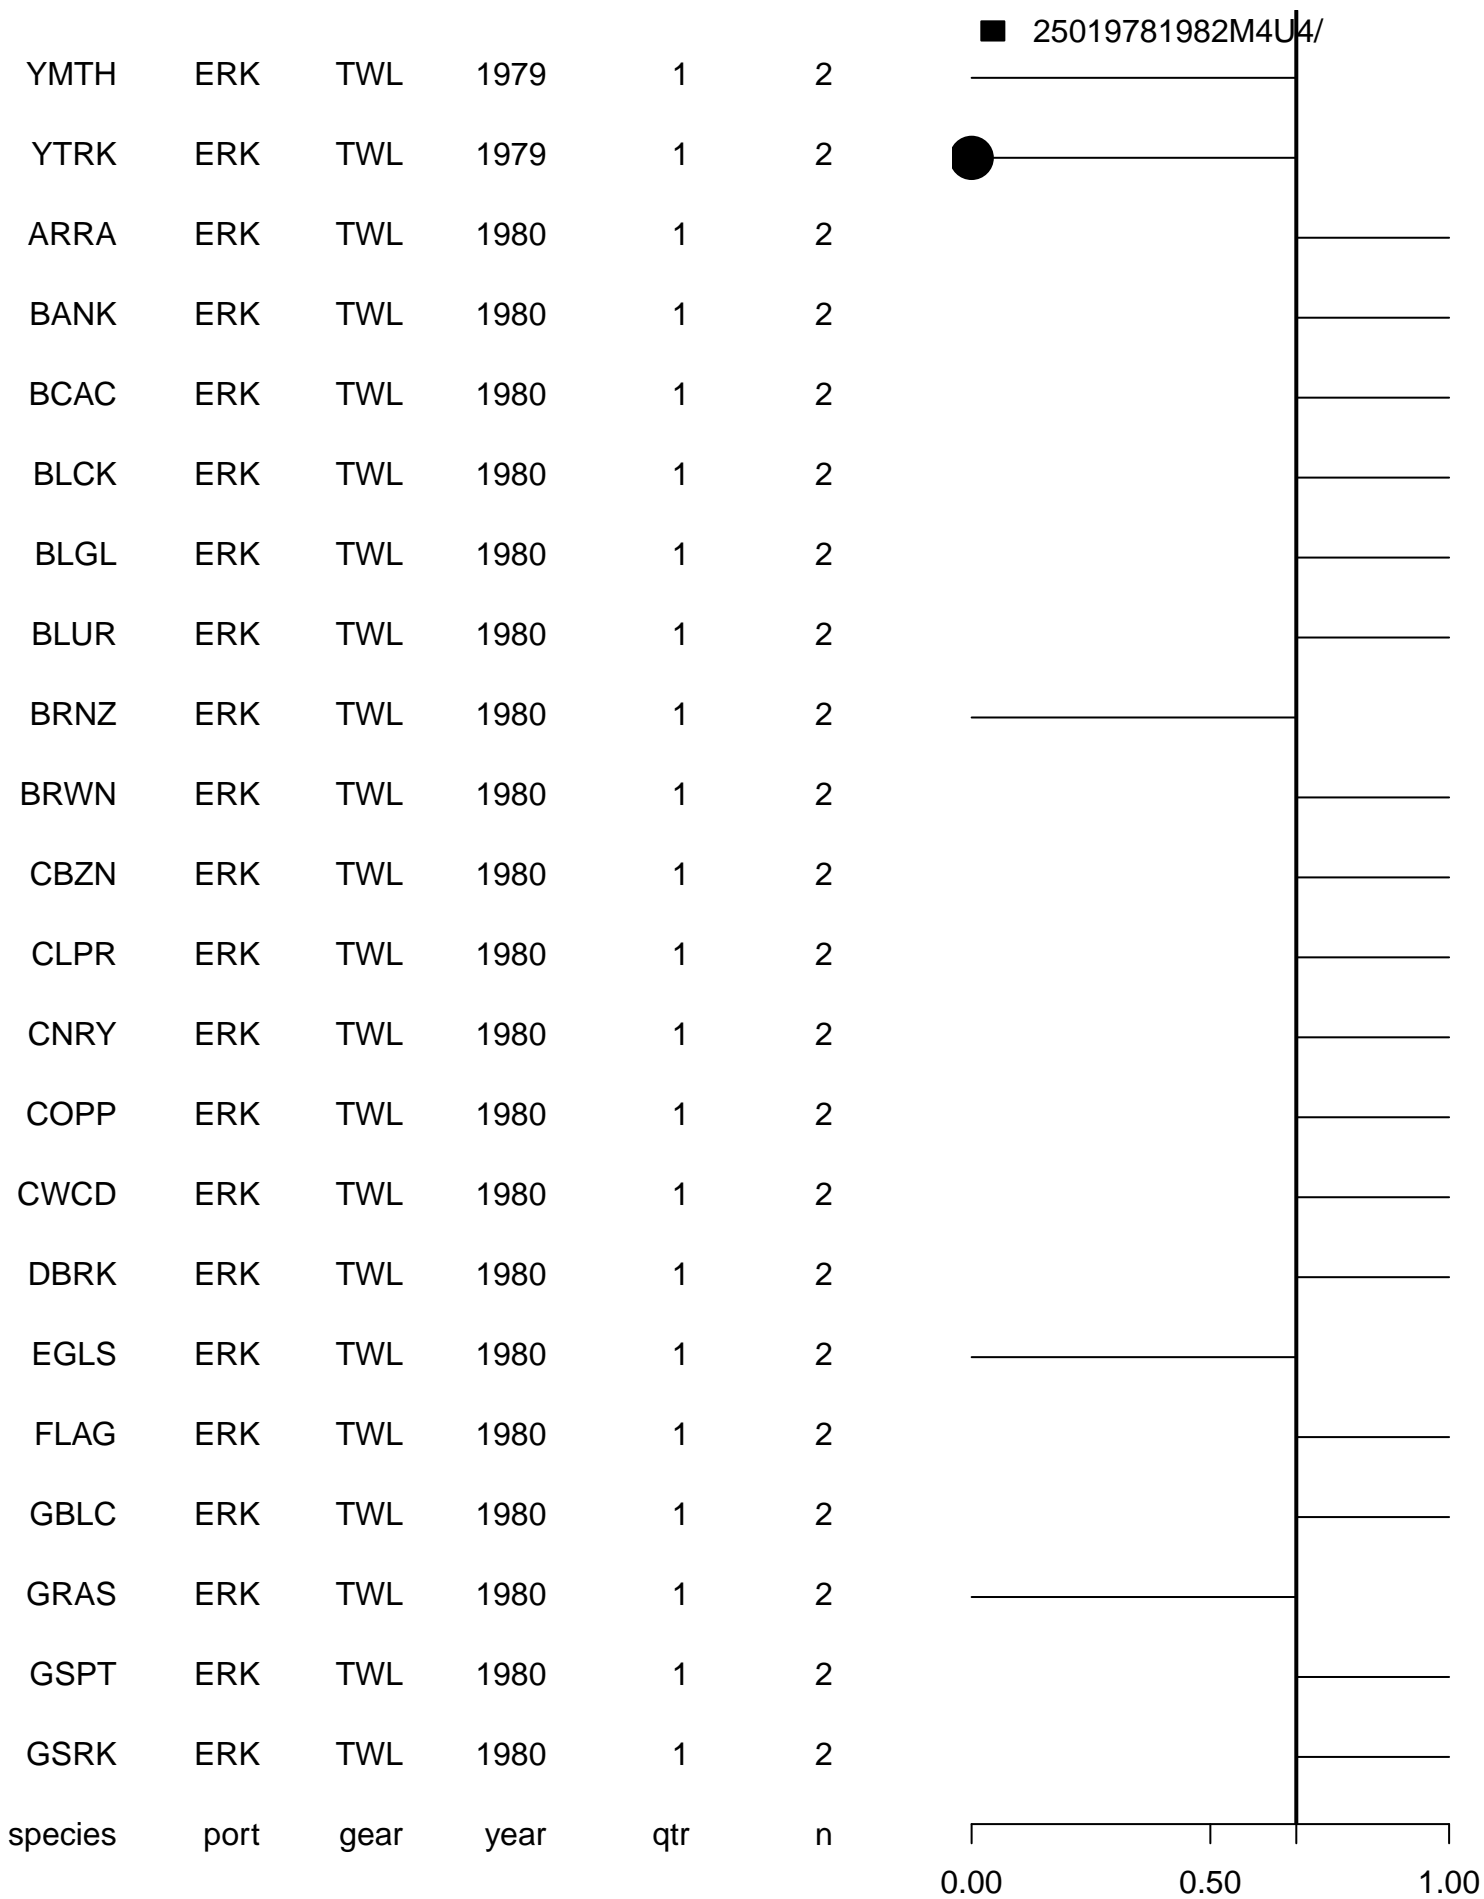 25019781982M4U4/
YMTH ERK TWL 1979 1 2
YTRK ERK TWL 1979 1 2
ARRA ERK TWL 1980 1 2
BANK ERK TWL 1980 1 2
BCAC ERK TWL 1980 1 2
BLCK ERK TWL 1980 1 2
BLGL ERK TWL 1980 1 2
BLUR ERK TWL 1980 1 2
BRNZ ERK TWL 1980 1 2
BRWN ERK TWL 1980 1 2
CBZN ERK TWL 1980 1 2
CLPR ERK TWL 1980 1 2
CNRY ERK TWL 1980 1 2
COPP ERK TWL 1980 1 2
CWCD ERK TWL 1980 1 2
DBRK ERK TWL 1980 1 2
EGLS ERK TWL 1980 1 2
FLAG ERK TWL 1980 1 2
GBLC ERK TWL 1980 1 2
GRAS ERK TWL 1980 1 2
GSPT ERK TWL 1980 1 2
GSRK ERK TWL 1980 1 2
species port gear year qtr n
0.00 0.50 1.00